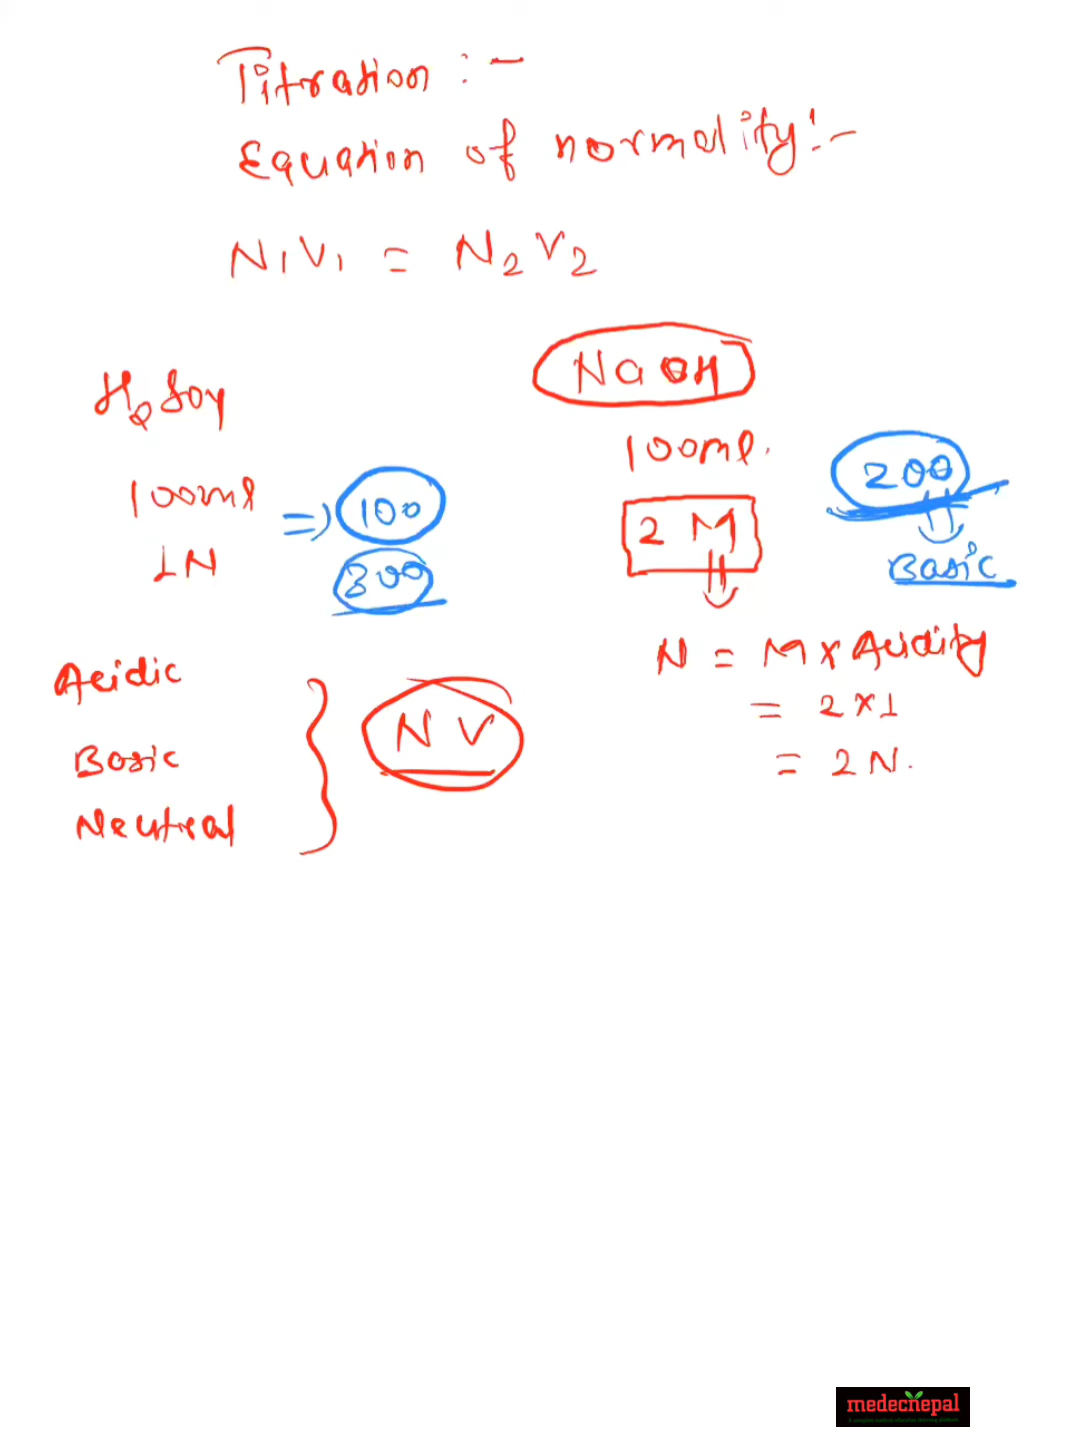 Titration :-
Equation of normality :-
N₁V₁ = N₂V₂
H₂SO₄
100ml
1N
=> 100
300
NaOH
100ml.
2 M
200
Basic
N = M x Acidity
= 2 x 1
= 2 N.
Acidic
Basic
Neutral
N V
medecnepal